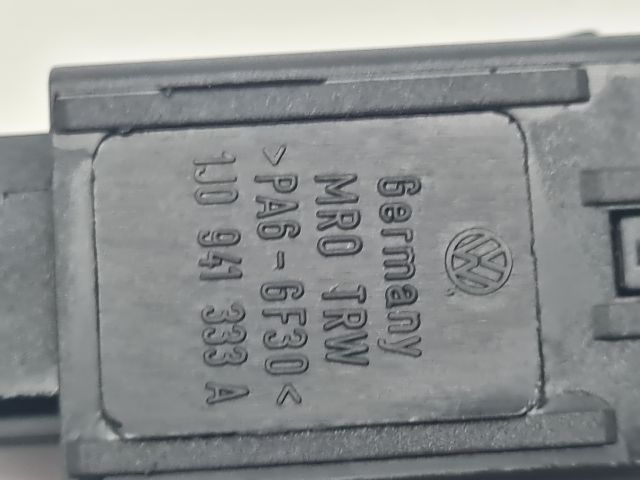 Germany
MRO TRW
>PA6-GF30<
1J0 941 333 A